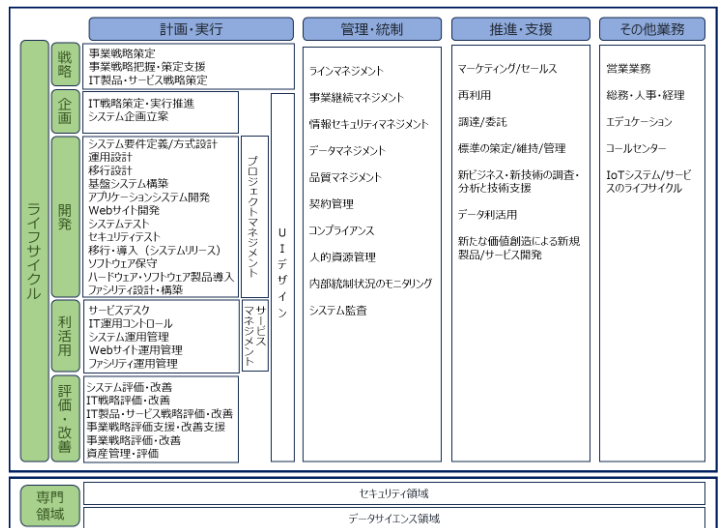 計画・実行
管理・統制
推進・支援
その他業務
ライフサイクル
戦略
事業戦略策定
事業戦略把握・策定支援
IT製品・サービス戦略策定
企画
IT戦略策定・実行推進
システム企画立案
開発
システム要件定義/方式設計
運用設計
移行設計
基盤システム構築
アプリケーションシステム開発
Webサイト開発
システムテスト
セキュリティテスト
移行・導入（システムリリース）
ソフトウェア保守
ハードウェア・ソフトウェア製品導入
ファシリティ設計・構築
プロジェクトマネジメント
利活用
サービスデスク
IT運用コントロール
システム運用管理
Webサイト運用管理
ファシリティ運用管理
サービス
マネジメント
評価・改善
システム評価・改善
IT戦略評価・改善
IT製品・サービス戦略評価・改善
事業戦略評価支援・改善支援
事業戦略評価・改善
資産管理・評価
UIデザイン
ラインマネジメント
事業継続マネジメント
情報セキュリティマネジメント
データマネジメント
品質マネジメント
契約管理
コンプライアンス
人的資源管理
内部統制状況のモニタリング
システム監査
マーケティング/セールス
再利用
調達/委託
標準の策定/維持/管理
新ビジネス・新技術の調査・
分析と技術支援
データ利活用
新たな価値創造による新規
製品/サービス開発
営業業務
総務・人事・経理
エデュケーション
コールセンター
IoTシステム/サービ
スのライフサイクル
専門
領域
セキュリティ領域
データサイエンス領域